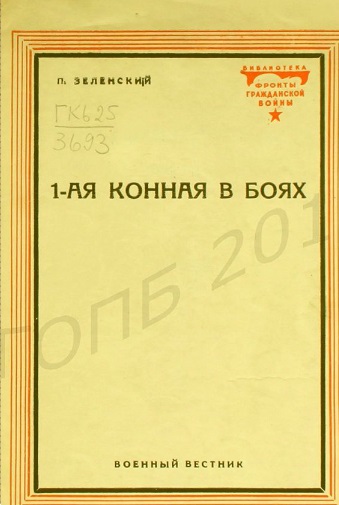 П. ЗЕЛЕНСКИЙ
БИБЛИОТЕКА
ФРОНТЫ
ГРАЖДАНСКОЙ
ВОЙНЫ
ГК625
3693
1-АЯ КОННАЯ В БОЯХ
ГОПБ 201
ВОЕННЫЙ ВЕСТНИК